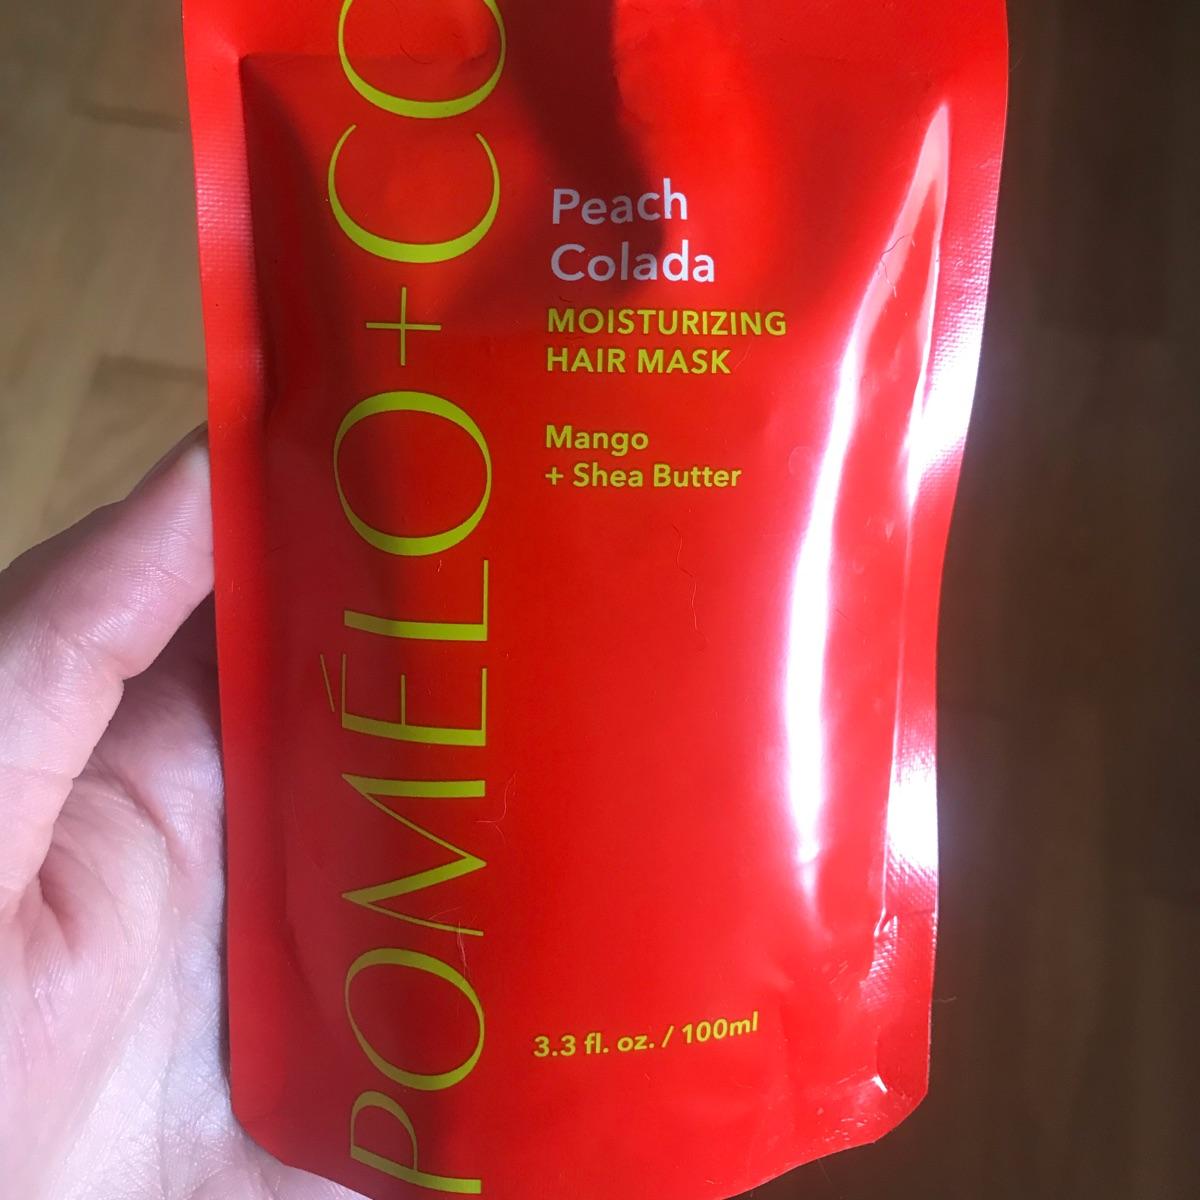 POMÉLO+CO
Peach
Colada
MOISTURIZING
HAIR MASK
Mango
+ Shea Butter
3.3 fl. oz. / 100ml